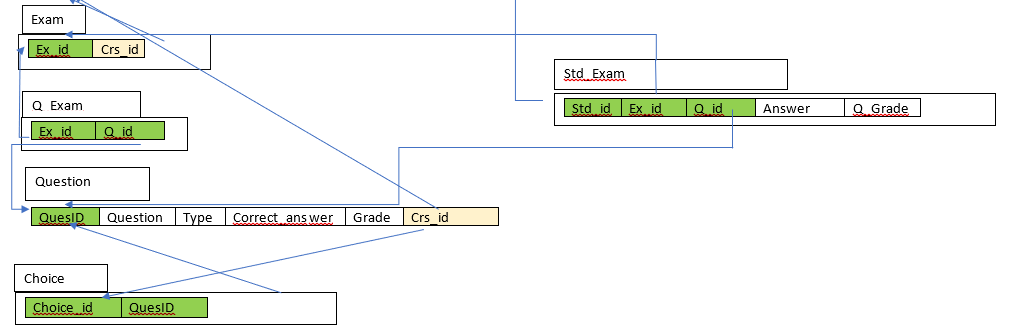 Exam
Ex_id Crs_id
Std_Exam
Std_id Ex_id Q_id Answer Q_Grade
Q_Exam
Ex_id Q_id
Question
QuesID Question Type Correct_answer Grade Crs_id
Choice
Choice_id QuesID